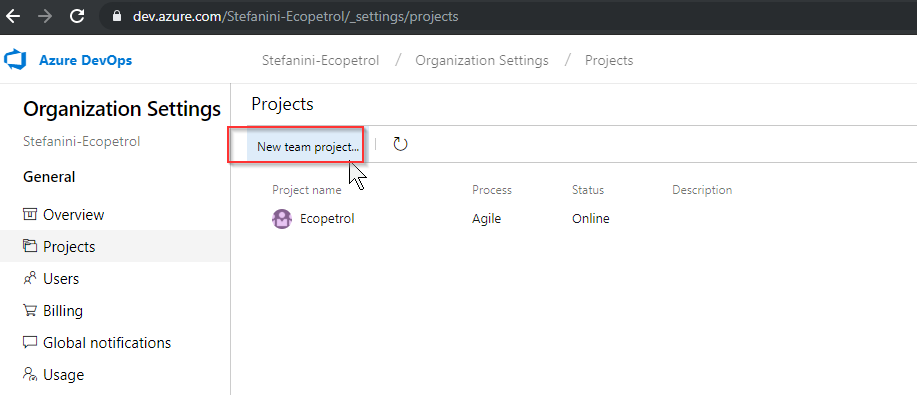 dev.azure.com/Stefanini-Ecopetrol/_settings/projects
Azure DevOps
Stefanini-Ecopetrol / Organization Settings / Projects
Organization Settings
Stefanini-Ecopetrol
General
Overview
Projects
Users
Billing
Global notifications
Usage
Projects
New team project...
Project name Process Status Description
Ecopetrol Agile Online